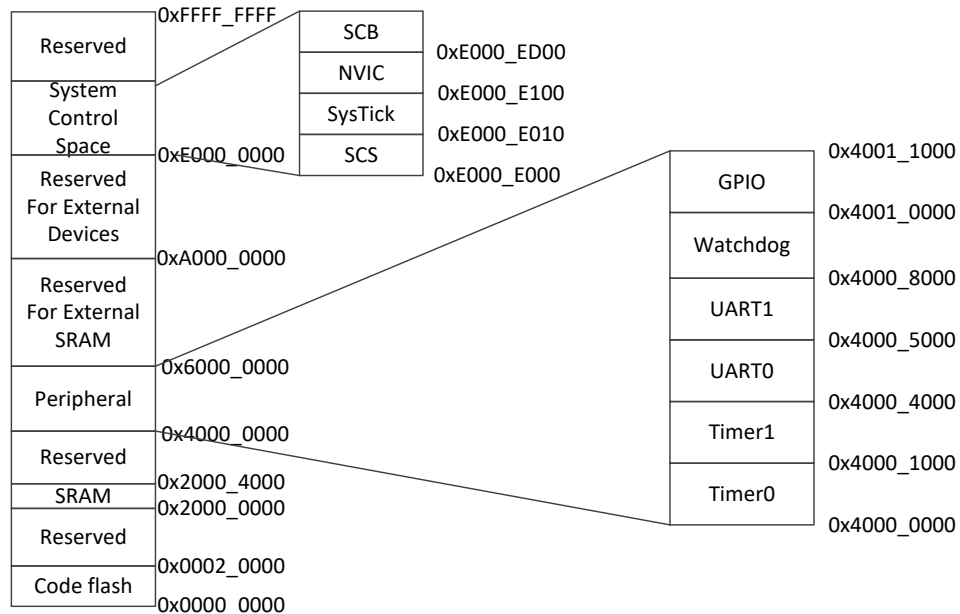 0xFFFF_FFFF
Reserved
System
Control
Space
0xE000_0000
Reserved
For External
Devices
0xA000_0000
Reserved
For External
SRAM
0x6000_0000
Peripheral
0x4000_0000
Reserved
0x2000_4000
SRAM
0x2000_0000
Reserved
0x0002_0000
Code flash
0x0000_0000
SCB
0xE000_ED00
NVIC
0xE000_E100
SysTick
0xE000_E010
SCS
0xE000_E000
0x4001_1000
GPIO
0x4001_0000
Watchdog
0x4000_8000
UART1
0x4000_5000
UART0
0x4000_4000
Timer1
0x4000_1000
Timer0
0x4000_0000